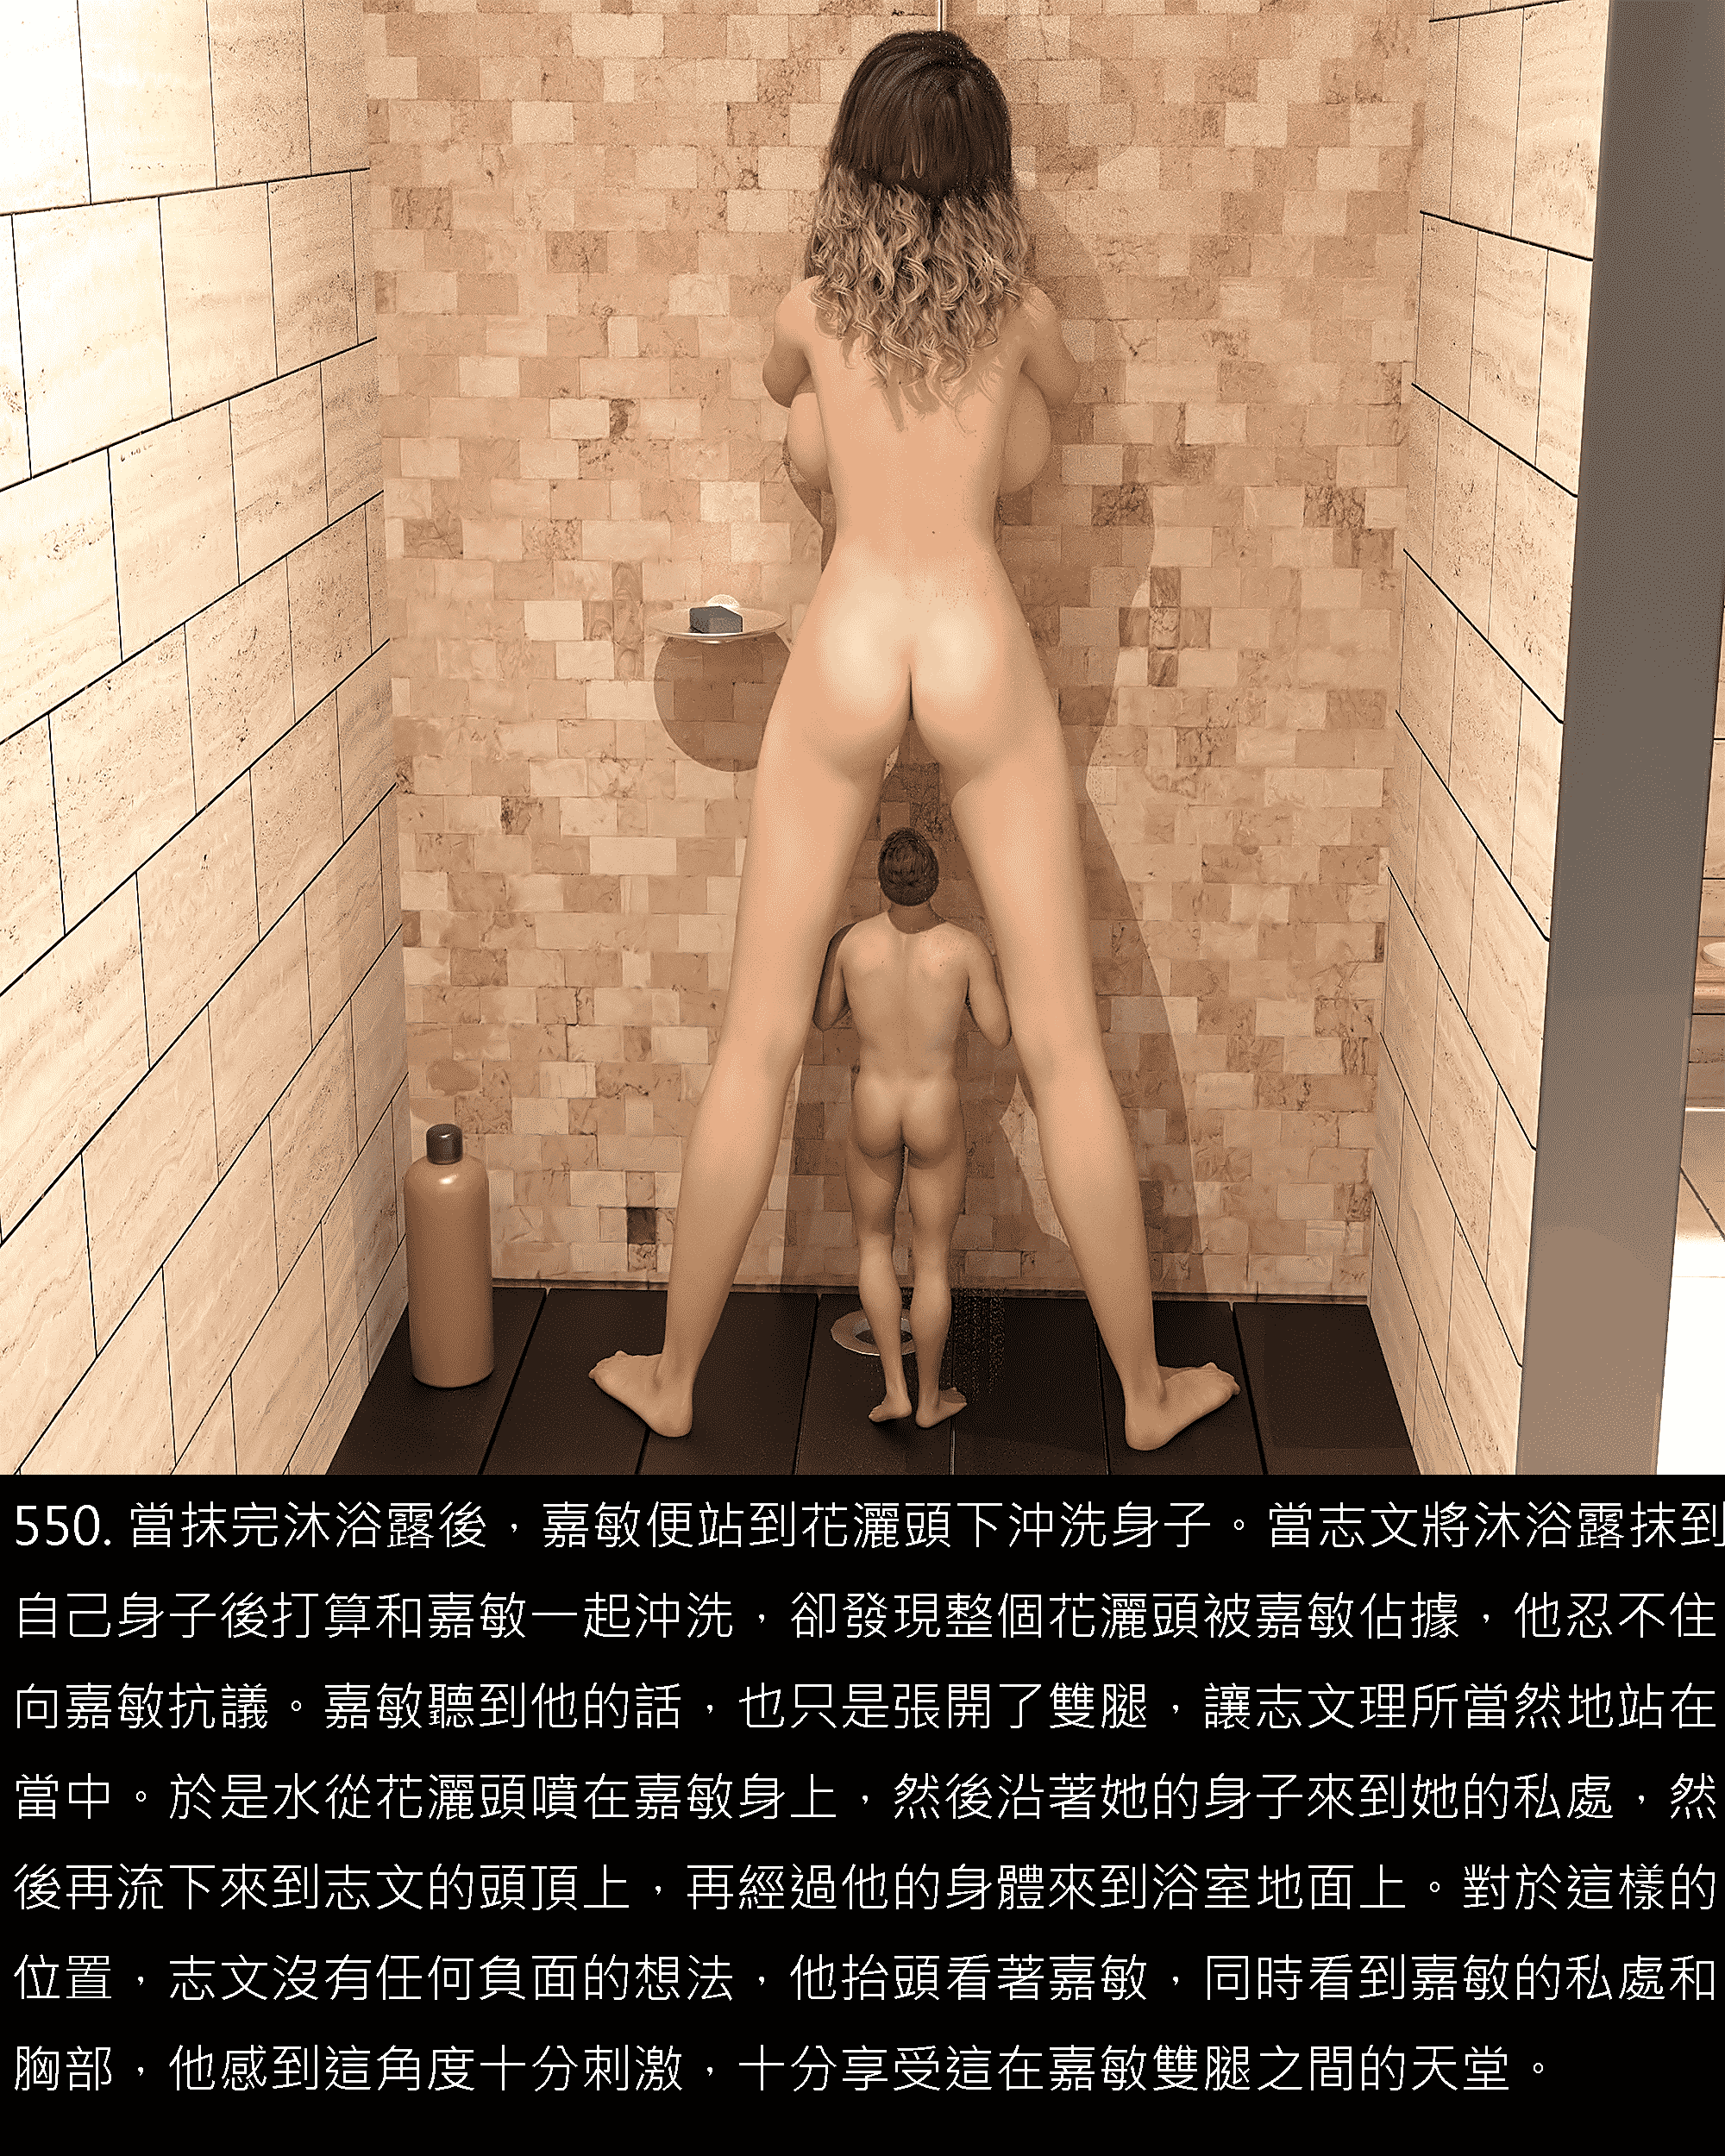 550. 當抹完沐浴露後，嘉敏便站到花灑頭下沖洗身子。當志文將沐浴露抹到
自己身子後打算和嘉敏一起沖洗，卻發現整個花灑頭被嘉敏佔據，他忍不住
向嘉敏抗議。嘉敏聽到他的話，也只是張開了雙腿，讓志文理所當然地站在
當中。於是水從花灑頭噴在嘉敏身上，然後沿著她的身子來到她的私處，然
後再流下來到志文的頭頂上，再經過他的身體來到浴室地面上。對於這樣的
位置，志文沒有任何負面的想法，他抬頭看著嘉敏，同時看到嘉敏的私處和
胸部，他感到這角度十分刺激，十分享受這在嘉敏雙腿之間的天堂。